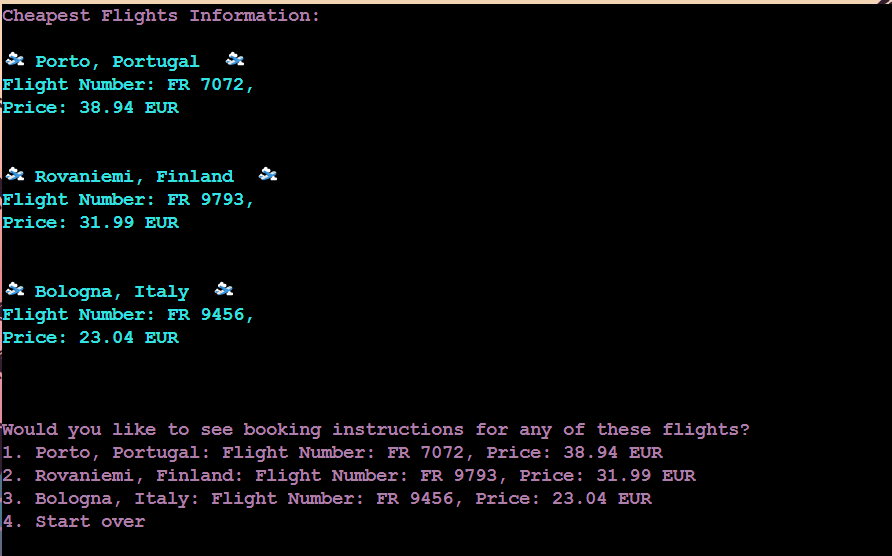 Cheapest Flights Information:
Porto, Portugal
Flight Number: FR 7072,
Price: 38.94 EUR
Rovaniemi, Finland
Flight Number: FR 9793,
Price: 31.99 EUR
Bologna, Italy
Flight Number: FR 9456,
Price: 23.04 EUR
Would you like to see booking instructions for any of these flights?
1. Porto, Portugal: Flight Number: FR 7072, Price: 38.94 EUR
2. Rovaniemi, Finland: Flight Number: FR 9793, Price: 31.99 EUR
3. Bologna, Italy: Flight Number: FR 9456, Price: 23.04 EUR
4. Start over